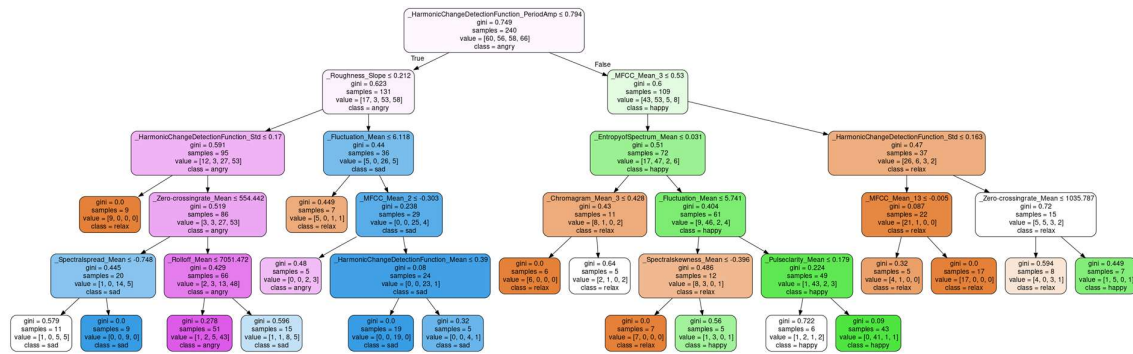 _HarmonicChangeDetectionFunction_PeriodAmp ≤ 0.794
gini = 0.749
samples = 240
value = [60, 56, 58, 66]
class = angry
True
False
_Roughness_Slope ≤ 0.212
gini = 0.623
samples = 131
value = [17, 3, 53, 58]
class = angry
_MFCC_Mean_3 ≤ 0.53
gini = 0.6
samples = 109
value = [43, 53, 5, 8]
class = happy
_HarmonicChangeDetectionFunction_Std ≤ 0.17
gini = 0.591
samples = 95
value = [12, 3, 27, 53]
class = angry
_Fluctuation_Mean ≤ 6.118
gini = 0.44
samples = 36
value = [5, 0, 26, 5]
class = sad
_EntropyofSpectrum_Mean ≤ 0.031
gini = 0.51
samples = 72
value = [17, 47, 2, 6]
class = happy
_HarmonicChangeDetectionFunction_Std ≤ 0.163
gini = 0.47
samples = 37
value = [26, 6, 3, 2]
class = relax
gini = 0.0
samples = 9
value = [9, 0, 0, 0]
class = relax
_Zero-crossingrate_Mean ≤ 554.442
gini = 0.519
samples = 86
value = [3, 3, 27, 53]
class = angry
gini = 0.449
samples = 7
value = [5, 0, 1, 1]
class = relax
_MFCC_Mean_2 ≤ -0.303
gini = 0.238
samples = 29
value = [0, 0, 25, 4]
class = sad
_Chromagram_Mean_3 ≤ 0.428
gini = 0.43
samples = 11
value = [8, 1, 0, 2]
class = relax
_Fluctuation_Mean ≤ 5.741
gini = 0.404
samples = 61
value = [9, 46, 2, 4]
class = happy
_MFCC_Mean_13 ≤ -0.005
gini = 0.087
samples = 22
value = [21, 1, 0, 0]
class = relax
_Zero-crossingrate_Mean ≤ 1035.787
gini = 0.72
samples = 15
value = [5, 5, 3, 2]
class = relax
_Spectralspread_Mean ≤ -0.748
gini = 0.445
samples = 20
value = [1, 0, 14, 5]
class = sad
_Rolloff_Mean ≤ 7051.472
gini = 0.429
samples = 66
value = [2, 3, 13, 48]
class = angry
gini = 0.48
samples = 5
value = [0, 0, 2, 3]
class = angry
_HarmonicChangeDetectionFunction_Mean ≤ 0.39
gini = 0.08
samples = 24
value = [0, 0, 23, 1]
class = sad
gini = 0.0
samples = 6
value = [6, 0, 0, 0]
class = relax
gini = 0.64
samples = 5
value = [2, 1, 0, 2]
class = relax
_Spectralskewness_Mean ≤ -0.396
gini = 0.486
samples = 12
value = [8, 3, 0, 1]
class = relax
_Pulseclarity_Mean ≤ 0.179
gini = 0.224
samples = 49
value = [1, 43, 2, 3]
class = happy
gini = 0.32
samples = 5
value = [4, 1, 0, 0]
class = relax
gini = 0.0
samples = 17
value = [17, 0, 0, 0]
class = relax
gini = 0.594
samples = 8
value = [4, 0, 3, 1]
class = relax
gini = 0.449
samples = 7
value = [1, 5, 0, 1]
class = happy
gini = 0.579
samples = 11
value = [1, 0, 5, 5]
class = sad
gini = 0.0
samples = 9
value = [0, 0, 9, 0]
class = sad
gini = 0.278
samples = 51
value = [1, 2, 5, 43]
class = angry
gini = 0.596
samples = 15
value = [1, 1, 8, 5]
class = sad
gini = 0.0
samples = 19
value = [0, 0, 19, 0]
class = sad
gini = 0.32
samples = 5
value = [0, 0, 4, 1]
class = sad
gini = 0.0
samples = 7
value = [7, 0, 0, 0]
class = relax
gini = 0.56
samples = 5
value = [1, 3, 0, 1]
class = happy
gini = 0.722
samples = 6
value = [1, 2, 1, 2]
class = happy
gini = 0.09
samples = 43
value = [0, 41, 1, 1]
class = happy